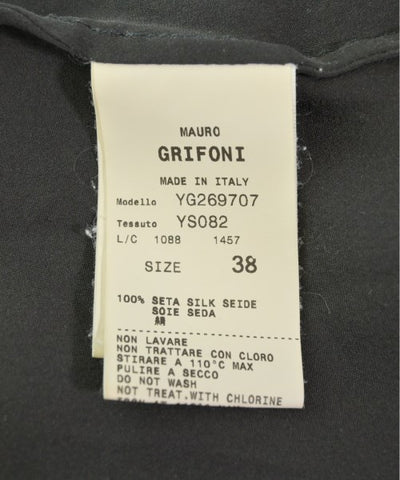 MAURO
GRIFONI
MADE IN ITALY
Modello YG269707
Tessuto YS082
L/C 1088 1457
SIZE 38
100% SETA SILK SEIDE
SOIE SEDA
NON LAVARE
NON TRATTARE CON CLORO
STIRARE A 110°C MAX
PULIRE A SECCO
DO NOT WASH
NOT TREAT.WITH CHLORINE